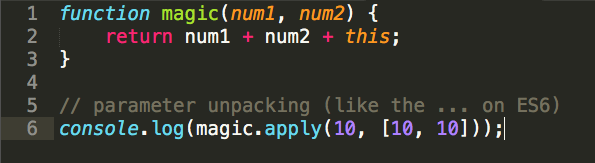 1 function magic(num1, num2) {
2     return num1 + num2 + this;
3 }
4
5 // parameter unpacking (like the ... on ES6)
6 console.log(magic.apply(10, [10, 10]));